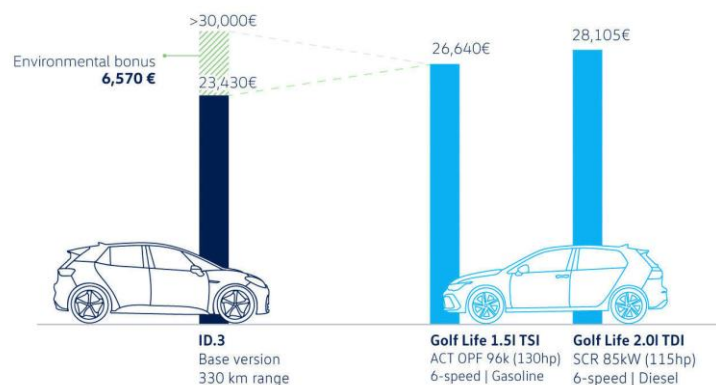 >30,000€
Environmental bonus
6,570 €
23,430€
26,640€
28,105€
ID.3
Base version
330 km range
Golf Life 1.5l TSI
ACT OPF 96k (130hp)
6-speed | Gasoline
Golf Life 2.0l TDI
SCR 85kW (115hp)
6-speed | Diesel